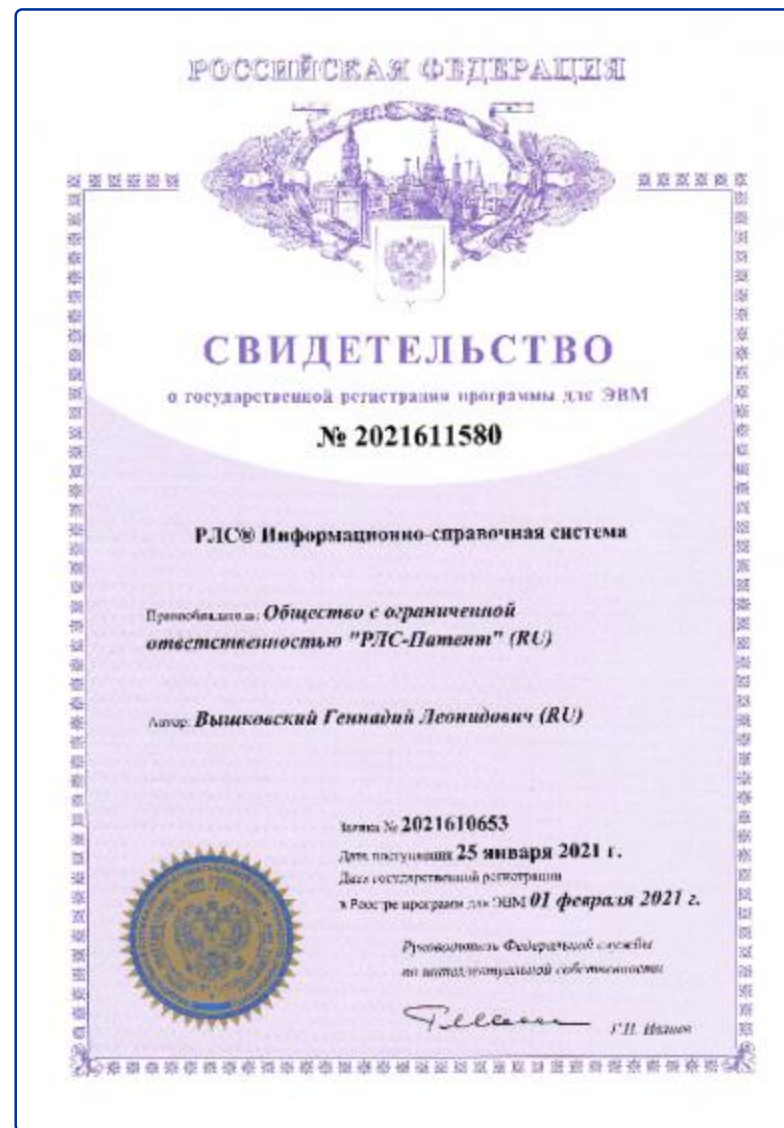 РОССИЙСКАЯ ФЕДЕРАЦИЯ
СВИДЕТЕЛЬСТВО
о государственной регистрации программы для ЭВМ
№ 2021611580
РЛС® Информационно-справочная система
Правообладатель: Общество с ограниченной
ответственностью "РЛС-Патент" (RU)
Автор: Вышковский Геннадий Леонидович (RU)
Заявка № 2021610653
Дата поступления 25 января 2021 г.
Дата государственной регистрации
в Реестре программ для ЭВМ 01 февраля 2021 г.
Руководитель Федеральной службы
по интеллектуальной собственности
Г.П. Ивлиев